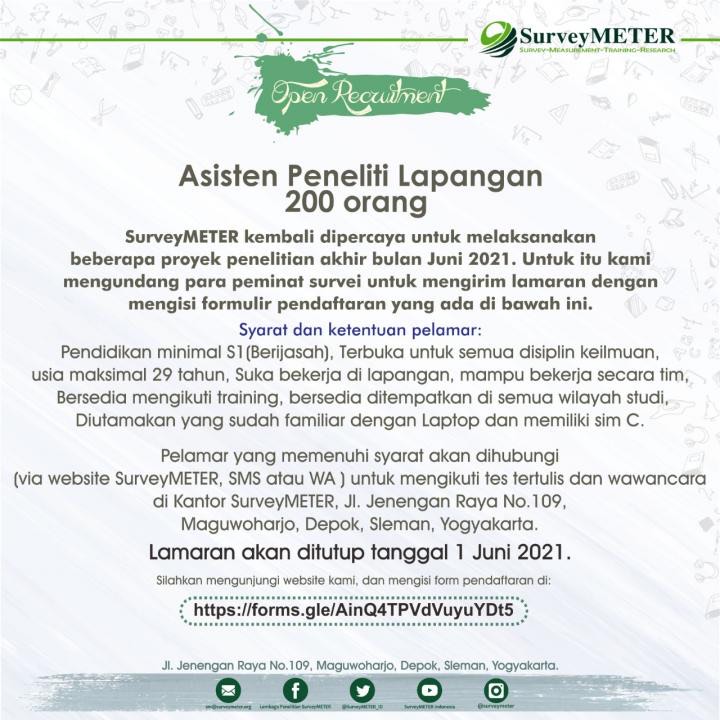 SurveyMETER
SURVEY-MEASUREMENT-TRAINING-RESEARCH
Open Recruitment
Asisten Peneliti Lapangan
200 orang
SurveyMETER kembali dipercaya untuk melaksanakan
beberapa proyek penelitian akhir bulan Juni 2021. Untuk itu kami
mengundang para peminat survei untuk mengirim lamaran dengan
mengisi formulir pendaftaran yang ada di bawah ini.
Syarat dan ketentuan pelamar:
Pendidikan minimal S1(Berijasah), Terbuka untuk semua disiplin keilmuan,
usia maksimal 29 tahun, Suka bekerja di lapangan, mampu bekerja secara tim,
Bersedia mengikuti training, bersedia ditempatkan di semua wilayah studi,
Diutamakan yang sudah familiar dengan Laptop dan memiliki sim C.
Pelamar yang memenuhi syarat akan dihubungi
(via website SurveyMETER, SMS atau WA ) untuk mengikuti tes tertulis dan wawancara
di Kantor SurveyMETER, Jl. Jenengan Raya No.109,
Maguwoharjo, Depok, Sleman, Yogyakarta.
Lamaran akan ditutup tanggal 1 Juni 2021.
Silahkan mengunjungi website kami, dan mengisi form pendaftaran di:
https://forms.gle/AinQ4TPVdVuyuYDt5
Jl. Jenengan Raya No.109, Maguwoharjo, Depok, Sleman, Yogyakarta.
sm@surveymeter.org Lembaga Penelitian SurveyMETER @SurveyMETER_ID SurveyMETER Indonesia @surveymeter